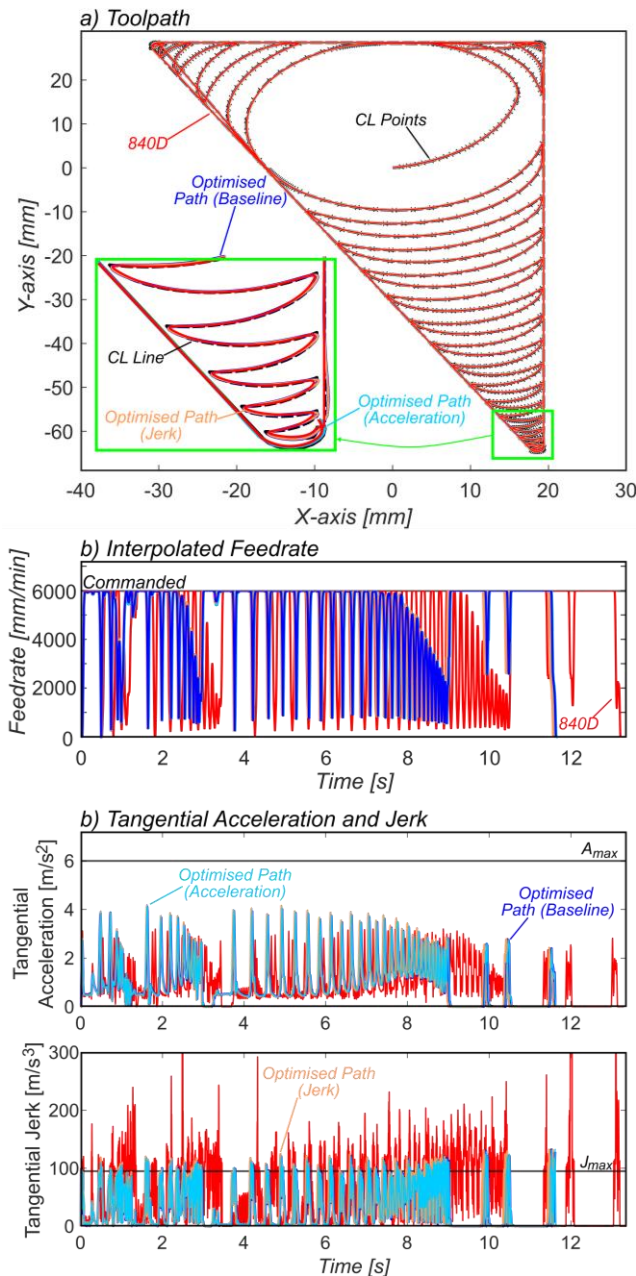 a) Toolpath
Y-axis [mm]
20
10
0
-10
-20
-30
-40
-50
-60
840D
CL Points
Optimised
Path (Baseline)
CL Line
Optimised Path
(Jerk)
Optimised Path
(Acceleration)
-40 -30 -20 -10 0 10 20 30
X-axis [mm]
b) Interpolated Feedrate
Feedrate [mm/min]
6000
4000
2000
0
Commanded
840D
0 2 4 6 8 10 12
Time [s]
b) Tangential Acceleration and Jerk
Tangential
Acceleration [m/s²]
6
4
2
0
Amax
Optimised Path
(Acceleration)
Optimised
Path (Baseline)
0 2 4 6 8 10 12
Tangential Jerk [m/s³]
300
200
100
0
Optimised Path
(Jerk)
Jmax
0 2 4 6 8 10 12
Time [s]